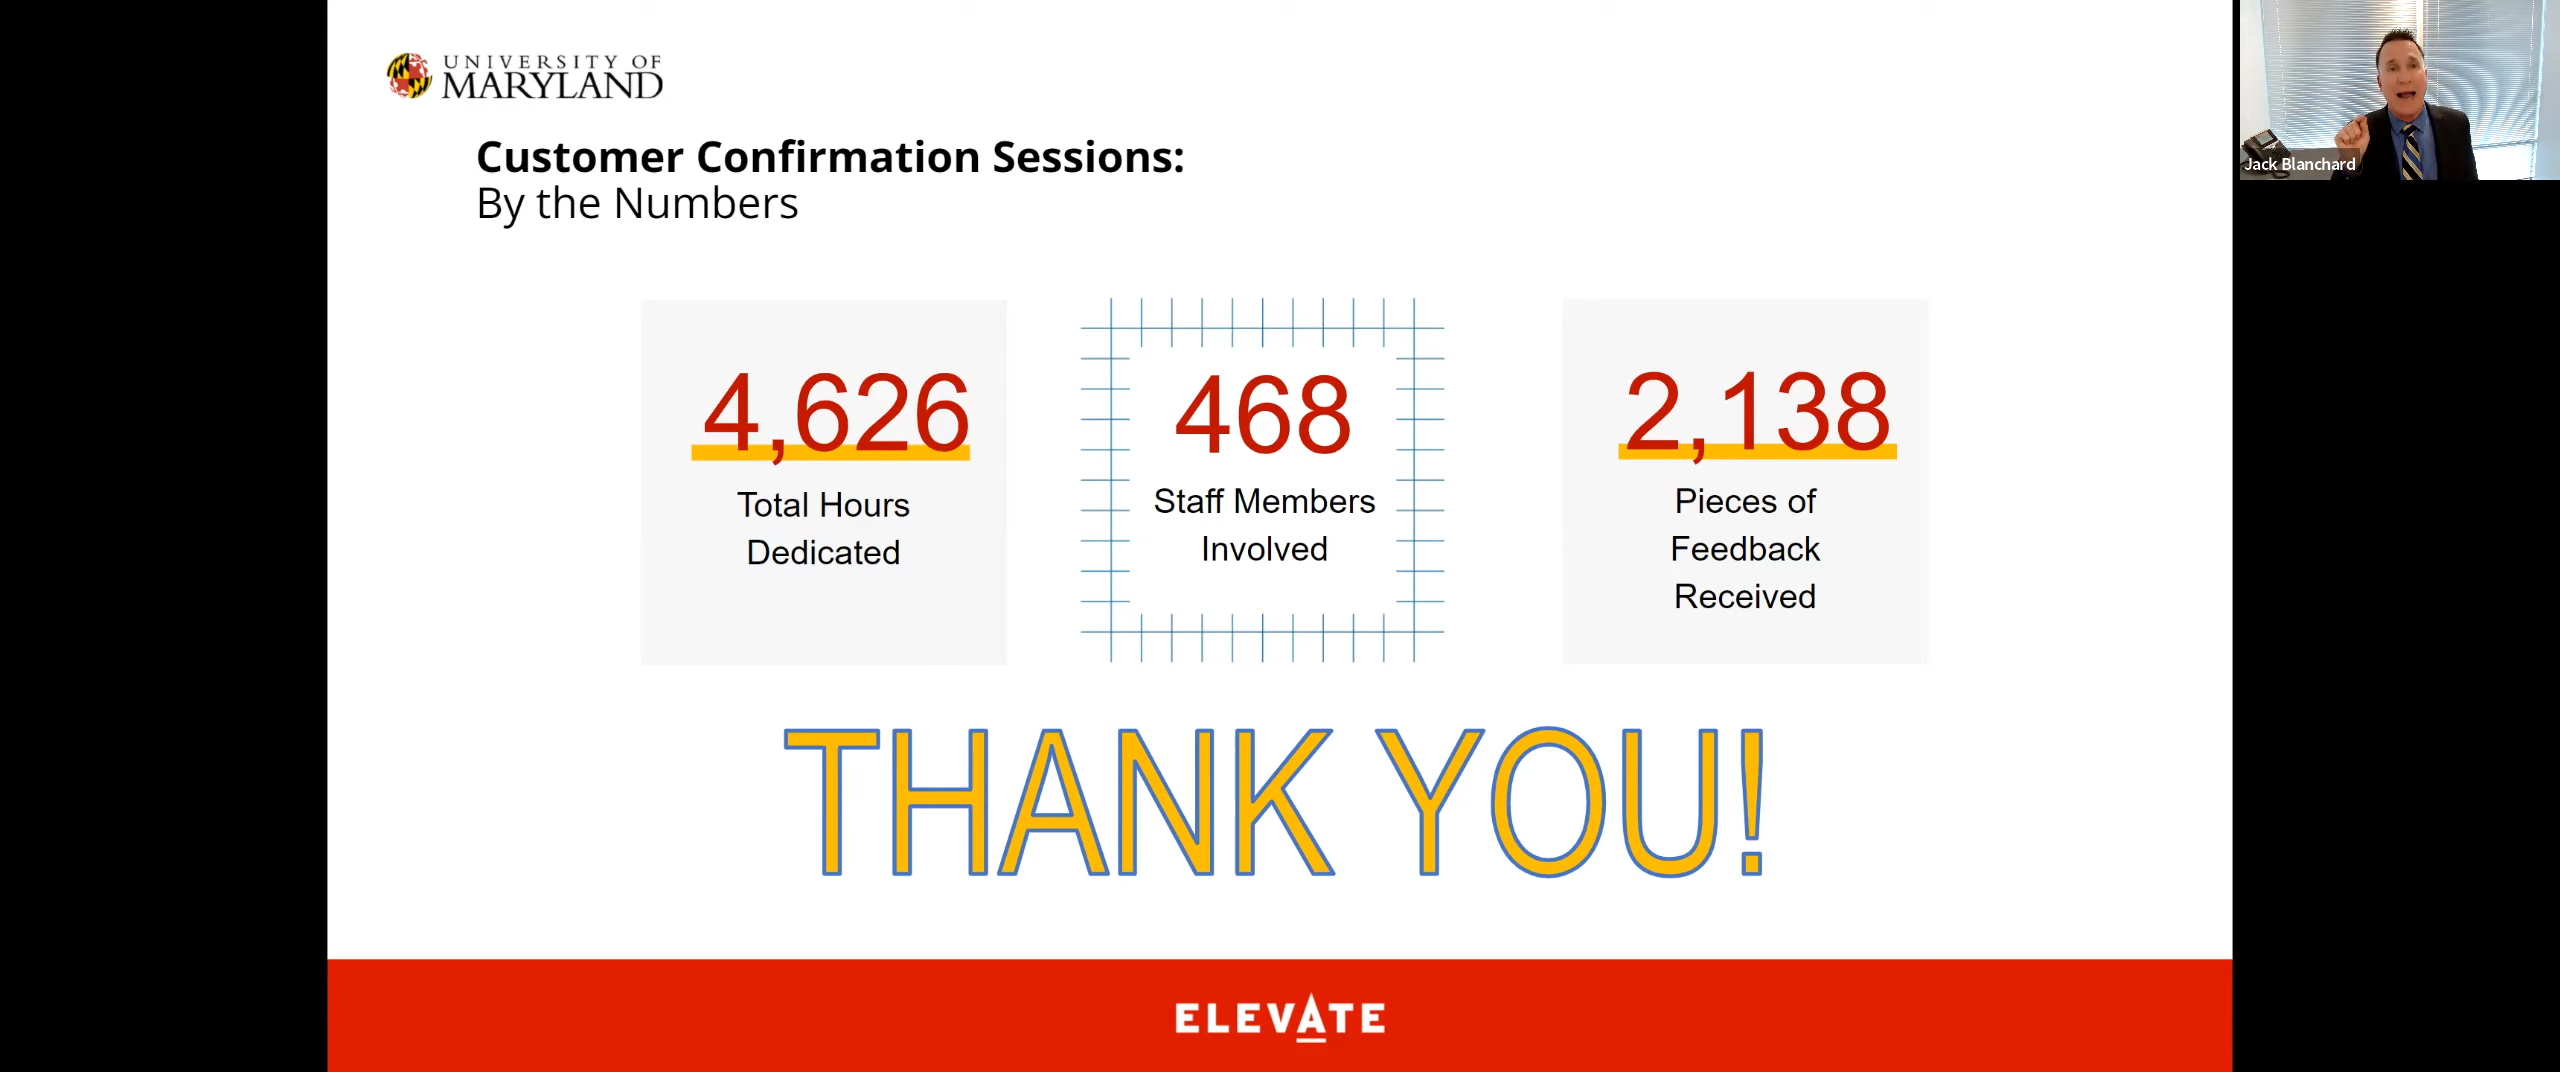 UNIVERSITY OF
MARYLAND
Customer Confirmation Sessions:
By the Numbers
4,626
Total Hours
Dedicated
468
Staff Members
Involved
2,138
Pieces of
Feedback
Received
THANK YOU!
ELEVATE
Jack Blanchard